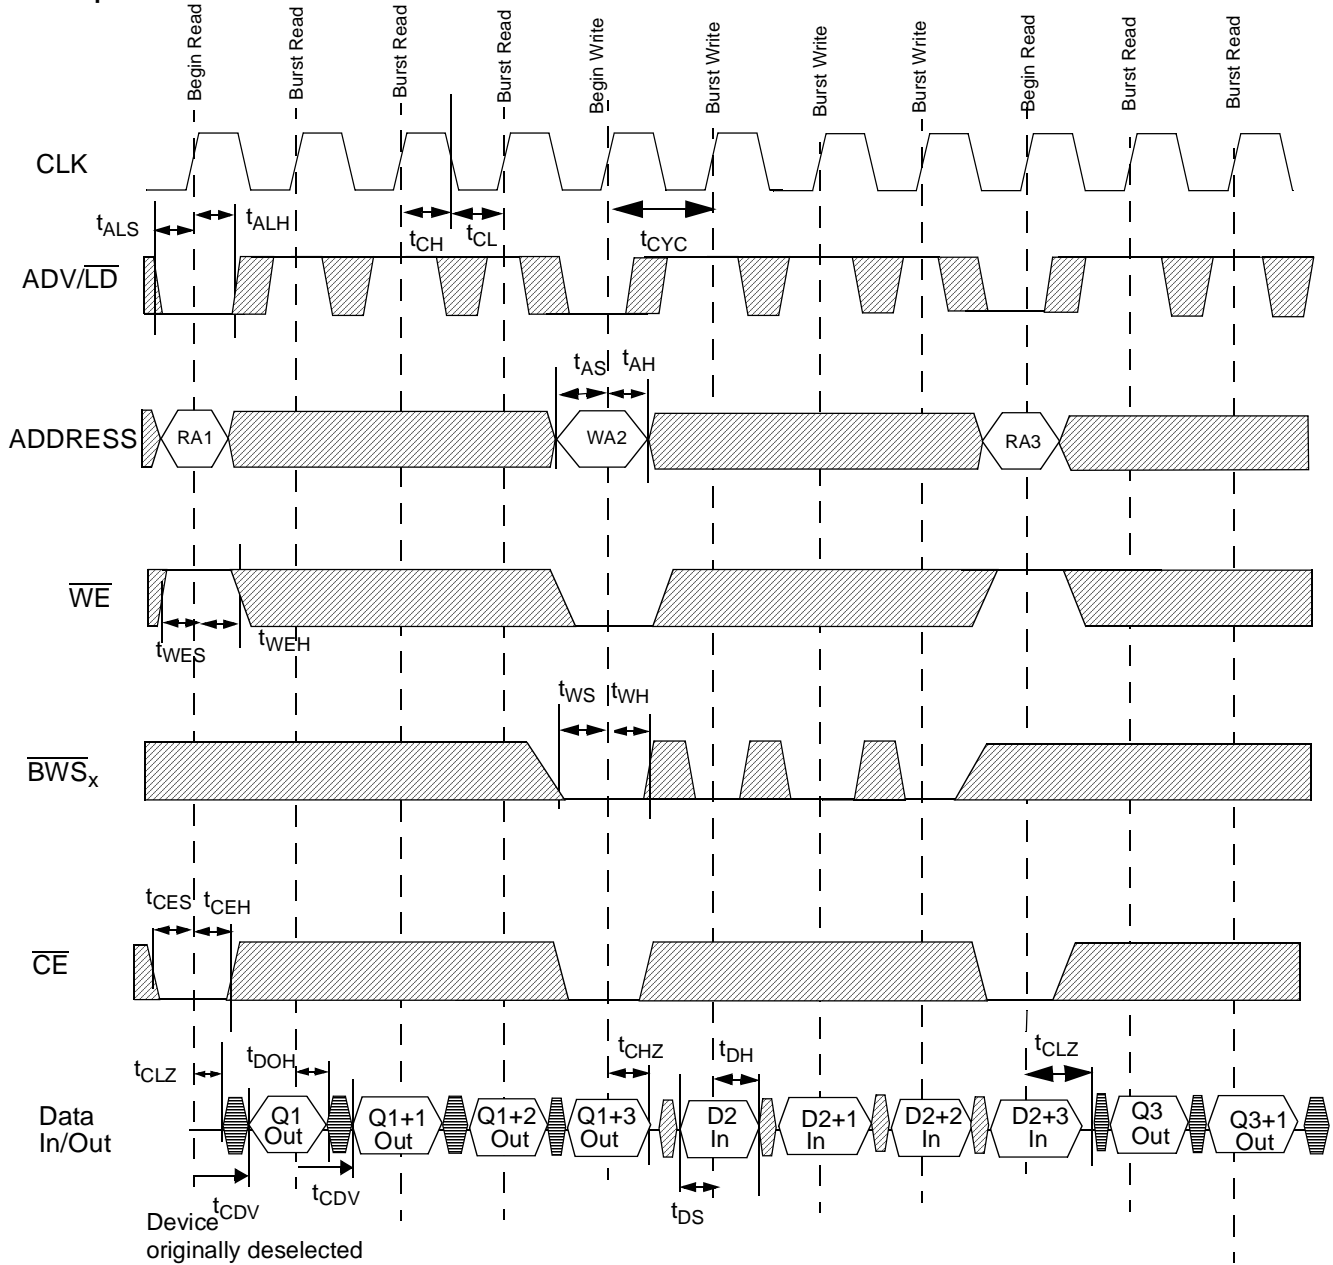 Begin Read
Burst Read
Burst Read
Burst Read
Begin Write
Burst Write
Burst Write
Burst Write
Begin Read
Burst Read
Burst Read
CLK
tALS
tALH
tCH
tCL
tCYC
ADV/LD
tAS
tAH
ADDRESS
RA1
WA2
RA3
WE
tWES
tWEH
tWS
tWH
BWSx
tCES
tCEH
CE
tCLZ
tDOH
tCHZ
tDH
tCLZ
Data
In/Out
Q1
Out
Q1+1
Out
Q1+2
Out
Q1+3
Out
D2
In
D2+1
In
D2+2
In
D2+3
In
Q3
Out
Q3+1
Out
tCDV
tCDV
tDS
Device
originally deselected